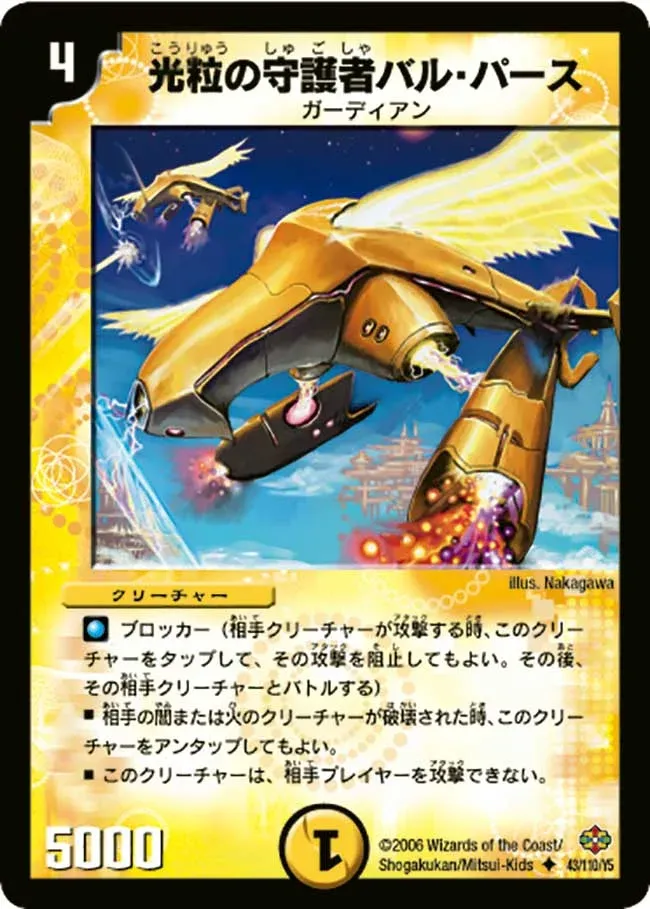 4
こうりゅう しゅごしゃ
光粒の守護者バル・パース
ガーディアン
illus. Nakagawa
クリーチャー
ブロッカー（相手クリーチャーが攻撃する時、このクリー
チャーをタップして、その攻撃を阻止してもよい。その後、
その相手クリーチャーとバトルする）
■ 相手の闇または火のクリーチャーが破壊された時、このクリー
チャーをアンタップしてもよい。
■ このクリーチャーは、相手プレイヤーを攻撃できない。
5000
1
©2006 Wizards of the Coast/
Shogakukan/Mitsui-Kids 43/110/Y5